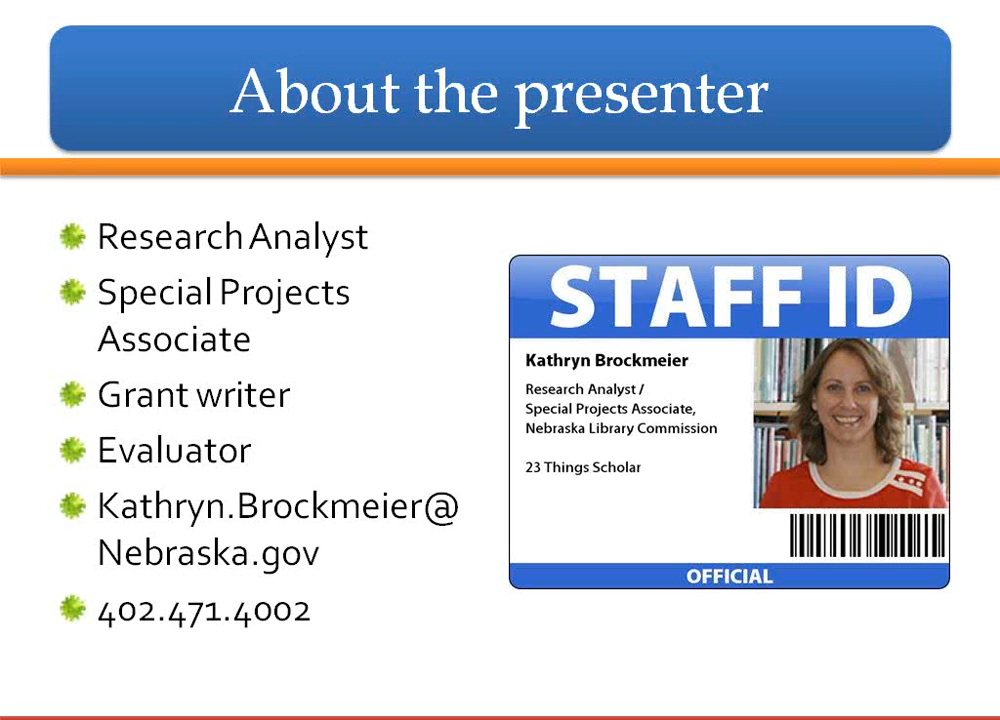 About the presenter
Research Analyst
Special Projects
Associate
Grant writer
Evaluator
Kathryn.Brockmeier@
Nebraska.gov
402.471.4002
STAFF ID
Kathryn Brockmeier
Research Analyst /
Special Projects Associate,
Nebraska Library Commission
23 Things Scholar
OFFICIAL